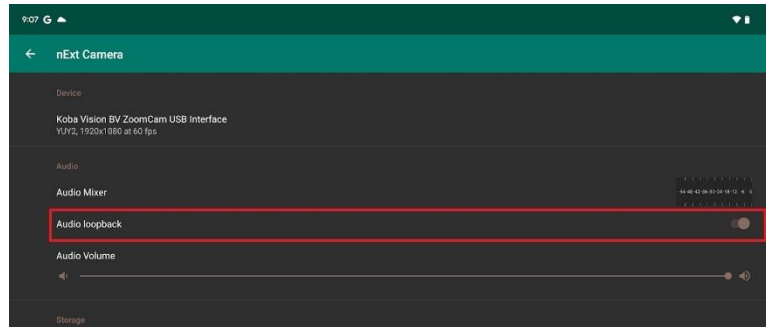 9:07 G
nExt Camera
Device
Koba Vision BV ZoomCam USB Interface
YUY2, 1920x1080 at 60 fps
Audio
Audio Mixer
Audio loopback
Audio Volume
Storage